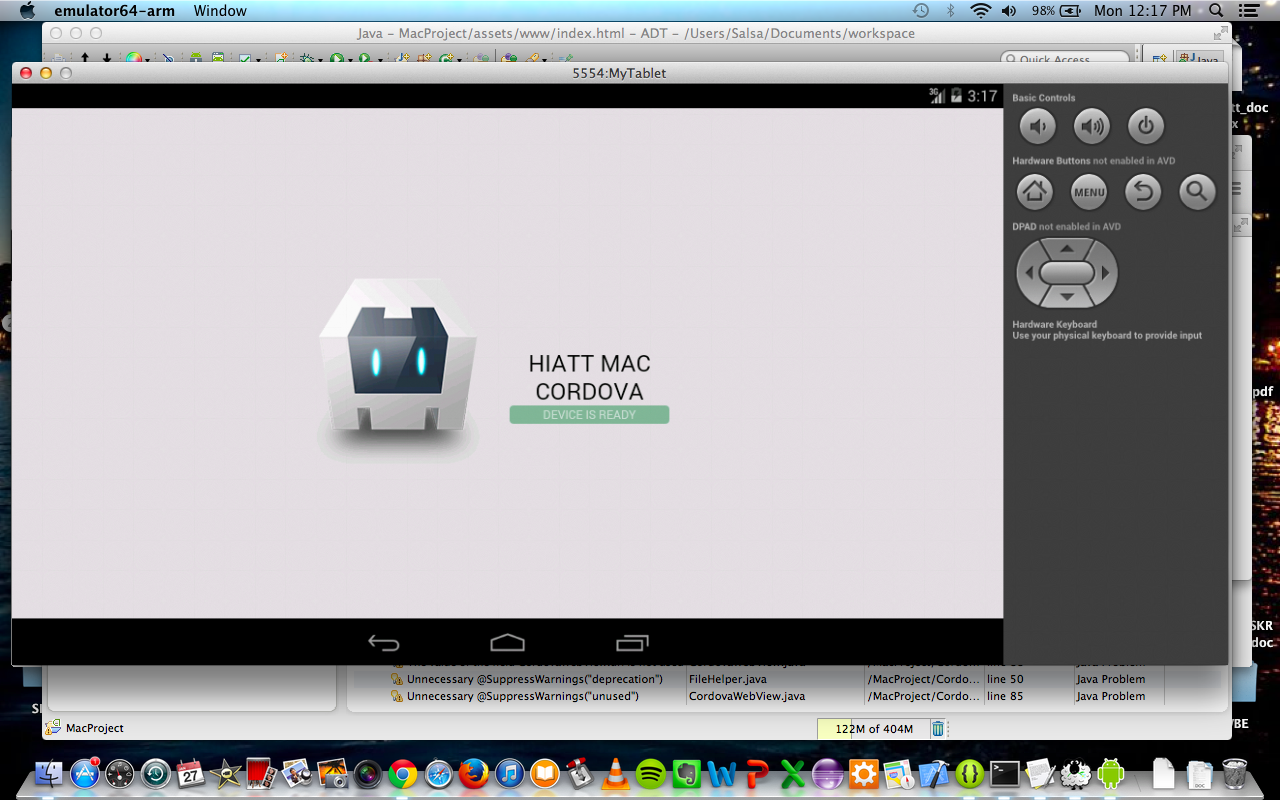 emulator64-arm Window 98% Mon 12:17 PM
Java – MacProject/assets/www/index.html – ADT – /Users/Salsa/Documents/workspace
Quick Access Java
5554:MyTablet
3G 3:17
Basic Controls
Hardware Buttons not enabled in AVD
MENU
DPAD not enabled in AVD
Hardware Keyboard
Use your physical keyboard to provide input
HIATT MAC
CORDOVA
DEVICE IS READY
.pdf
doc
Unnecessary @SuppressWarnings("deprecation") FileHelper.java /MacProject/Cordo... line 50 Java Problem
Unnecessary @SuppressWarnings("unused") CordovaWebView.java /MacProject/Cordo... line 85 Java Problem
MacProject 122M of 404M
27